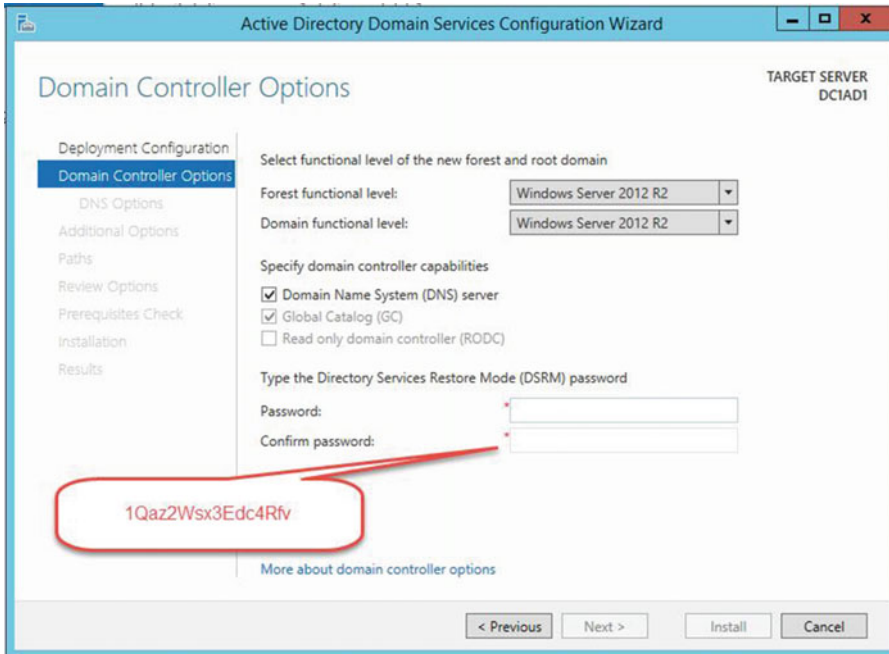 Active Directory Domain Services Configuration Wizard
Domain Controller Options
TARGET SERVER
DC1AD1
Deployment Configuration
Domain Controller Options
DNS Options
Additional Options
Paths
Review Options
Prerequisites Check
Installation
Results
Select functional level of the new forest and root domain
Forest functional level: Windows Server 2012 R2
Domain functional level: Windows Server 2012 R2
Specify domain controller capabilities
Domain Name System (DNS) server
Global Catalog (GC)
Read only domain controller (RODC)
Type the Directory Services Restore Mode (DSRM) password
Password: *
Confirm password: *
1Qaz2Wsx3Edc4Rfv
More about domain controller options
< Previous Next > Install Cancel